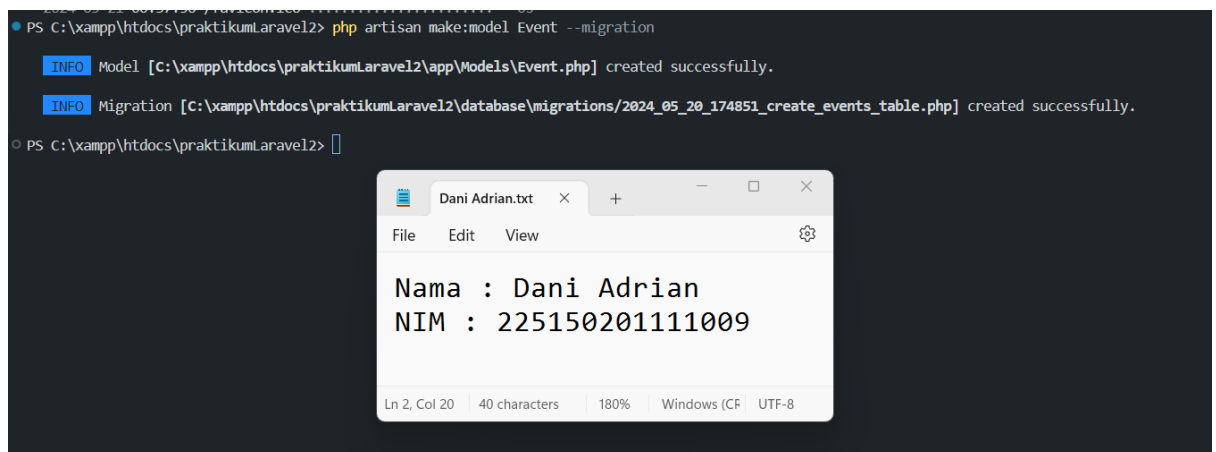 PS C:\xampp\htdocs\praktikumLaravel2> php artisan make:model Event --migration
INFO Model [C:\xampp\htdocs\praktikumLaravel2\app\Models\Event.php] created successfully.
INFO Migration [C:\xampp\htdocs\praktikumLaravel2\database\migrations/2024_05_20_174851_create_events_table.php] created successfully.
PS C:\xampp\htdocs\praktikumLaravel2>
Dani Adrian.txt
File Edit View
Nama : Dani Adrian
NIM : 225150201111009
Ln 2, Col 20 40 characters 180% Windows (CR UTF-8